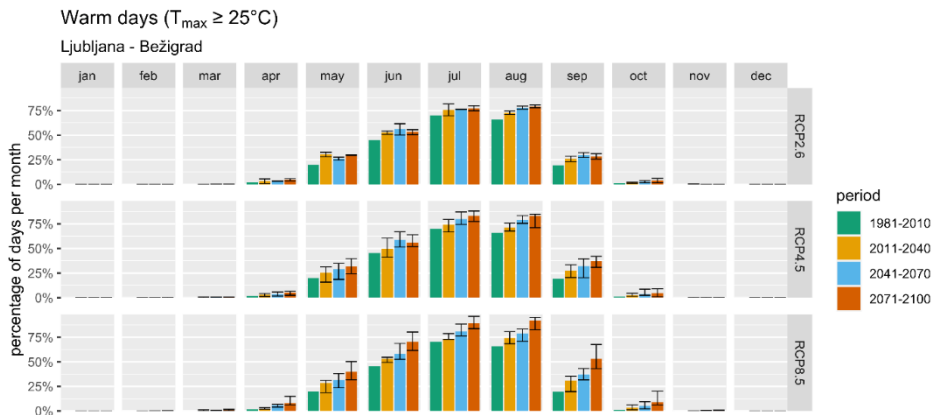 Warm days (Tmax ≥ 25°C)
Ljubljana - Bežigrad
jan feb mar apr may jun jul aug sep oct nov dec
percentage of days per month
75%
50%
25%
0%
RCP2.6
75%
50%
25%
0%
RCP4.5
75%
50%
25%
0%
RCP8.5
period
1981-2010
2011-2040
2041-2070
2071-2100